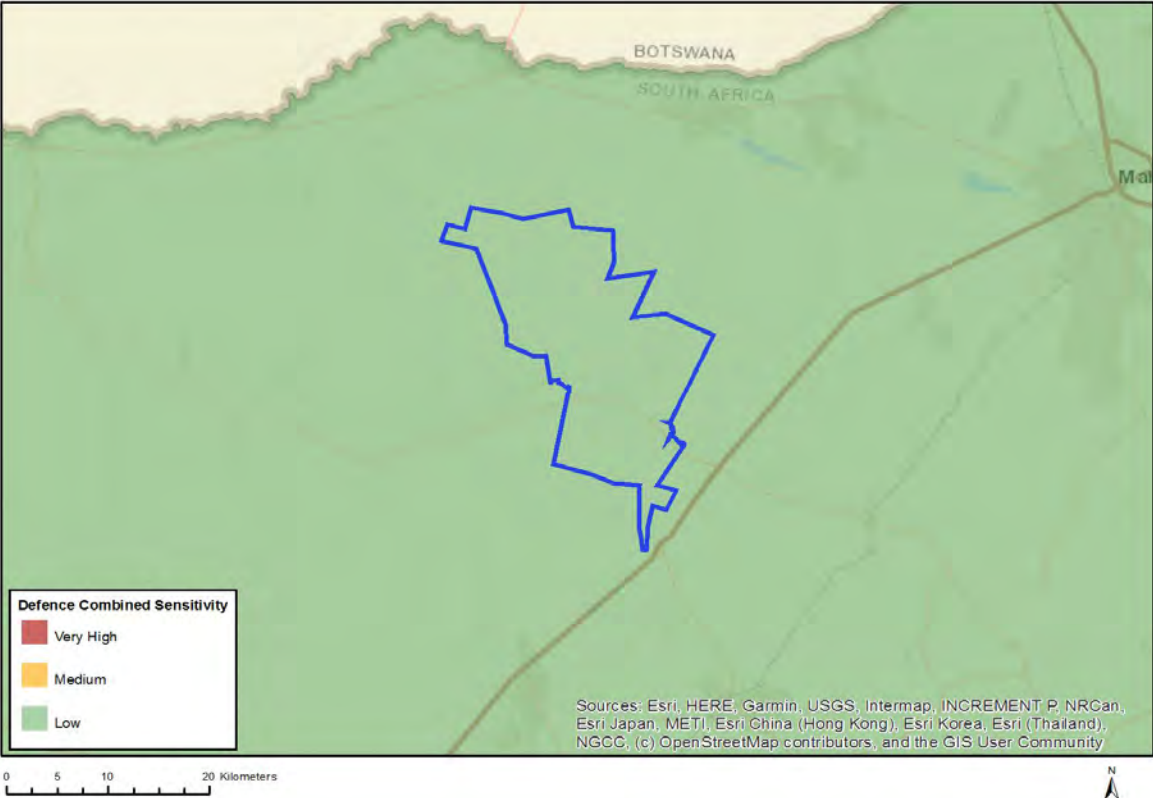 BOTSWANA
SOUTH AFRICA
Defence Combined Sensitivity
Very High
Medium
Low
Sources: Esri, HERE, Garmin, USGS, Intermap, INCREMENT P, NRCan,
Esri Japan, METI, Esri China (Hong Kong), Esri Korea, Esri (Thailand),
NGCC, (c) OpenStreetMap contributors, and the GIS User Community
0 5 10 20 Kilometers
N